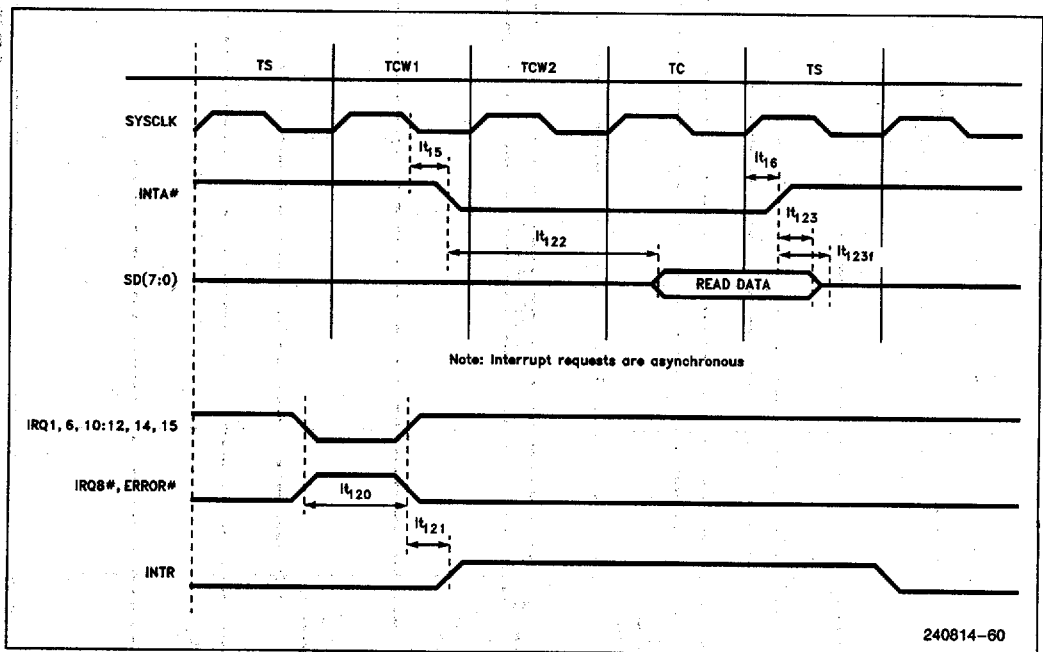 TS TCW1 TCW2 TC TS
SYSCLK
lt15 lt16
INTA#
lt123
lt122 lt123f
SD(7:0) READ DATA
Note: Interrupt requests are asynchronous
IRQ1, 6, 10:12, 14, 15
IRQ8#, ERROR#
lt120
lt121
INTR
240814-60